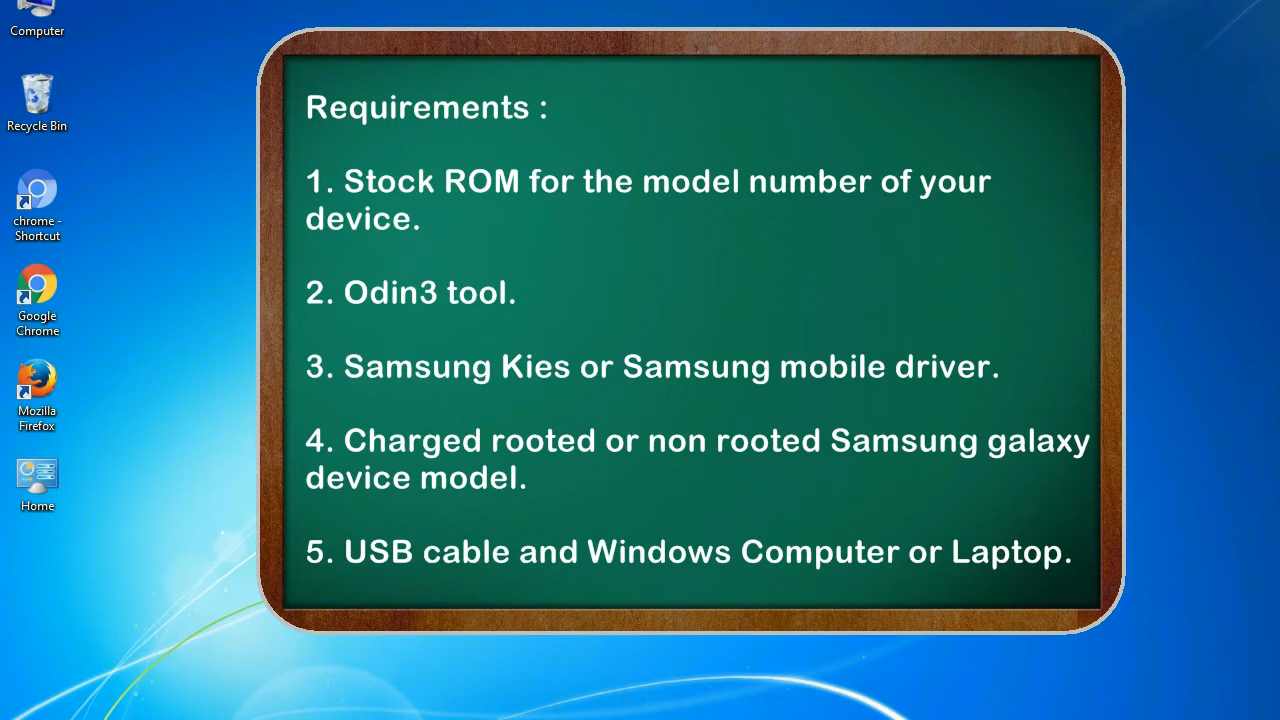 Computer
Recycle Bin
chrome -
Shortcut
Google
Chrome
Mozilla
Firefox
Home
Requirements :
1. Stock ROM for the model number of your
device.
2. Odin3 tool.
3. Samsung Kies or Samsung mobile driver.
4. Charged rooted or non rooted Samsung galaxy
device model.
5. USB cable and Windows Computer or Laptop.